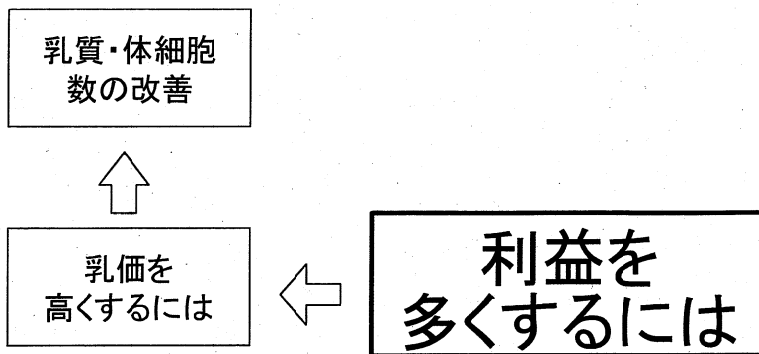 乳質・体細胞
数の改善
乳価を
高くするには
利益を
多くするには